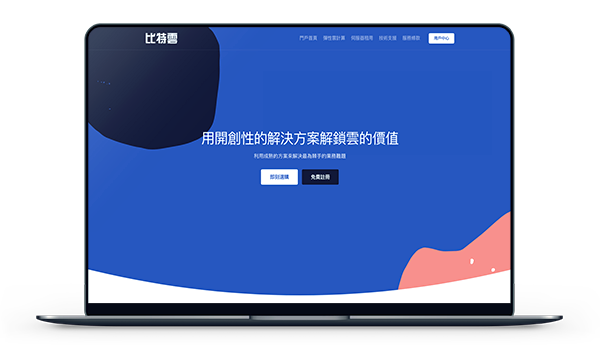 比特雲
門戶首頁 彈性雲計算 伺服器租用 技術支援 服務條款 用戶中心
用開創性的解決方案解鎖雲的價值
利用成熟的方案來解決最為棘手的業務難題
即刻選購 免費註冊